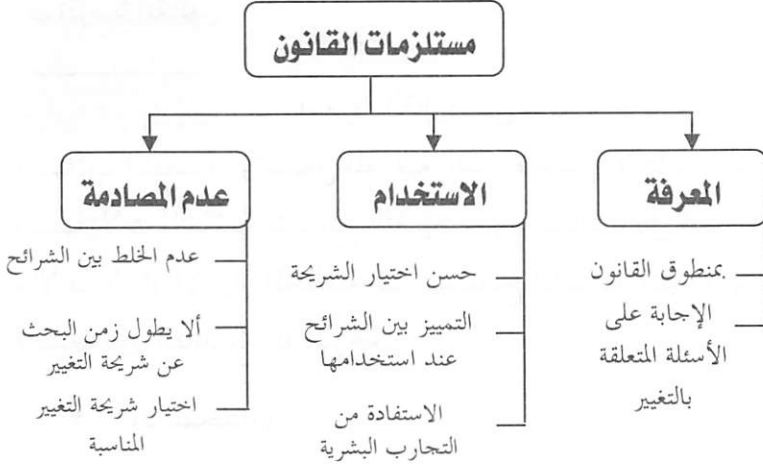 مستلزمات القانون
المعرفة
بمنطوق القانون
الإجابة على
الأسئلة المتعلقة
بالتغيير
الاستخدام
حسن اختيار الشريحة
التمييز بين الشرائح
عند استخدامها
الاستفادة من
التجارب البشرية
عدم المصادمة
عدم الخلط بين الشرائح
ألا يطول زمن البحث
عن شريحة التغيير
اختيار شريحة التغيير
المناسبة